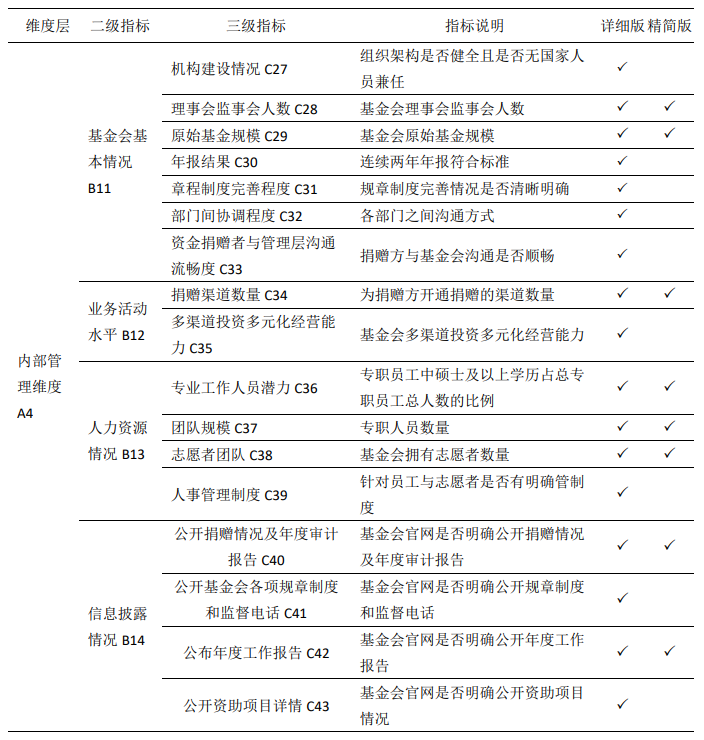 维度层 二级指标 三级指标 指标说明 详细版 精简版
组织架构是否健全且是否无国家人
机构建设情况 C27 ✓
员兼任
理事会监事会人数 C28 基金会理事会监事会人数 ✓ ✓
基金会基 原始基金规模 C29 基金会原始基金规模 ✓ ✓
本情况 年报结果 C30 连续两年年报符合标准 ✓
B11 章程制度完善程度 C31 规章制度完善情况是否清晰明确 ✓
部门间协调程度 C32 各部门之间沟通方式 ✓
资金捐赠者与管理层沟通
捐赠方与基金会沟通是否顺畅 ✓
流畅度 C33
业务活动 捐赠渠道数量 C34 为捐赠方开通捐赠的渠道数量 ✓ ✓
水平 B12 多渠道投资多元化经营能
基金会多渠道投资多元化经营能力 ✓
力 C35
内部管
理维度
A4
专职员工中硕士及以上学历占总专
专业工作人员潜力 C36 ✓ ✓
职员工总人数的比例
人力资源 团队规模 C37 专职人员数量 ✓ ✓
情况 B13 志愿者团队 C38 基金会拥有志愿者数量 ✓ ✓
针对员工与志愿者是否有明确管制
人事管理制度 C39 ✓
度
公开捐赠情况及年度审计 基金会官网是否明确公开捐赠情况
✓ ✓
报告 C40 及年度审计报告
公开基金会各项规章制度 基金会官网是否明确公开规章制度
✓
信息披露 和监督电话 C41 和监督电话
情况 B14
基金会官网是否明确公开年度工作
公布年度工作报告 C42 ✓ ✓
报告
基金会官网是否明确公开资助项目
公开资助项目详情 C43 ✓
情况